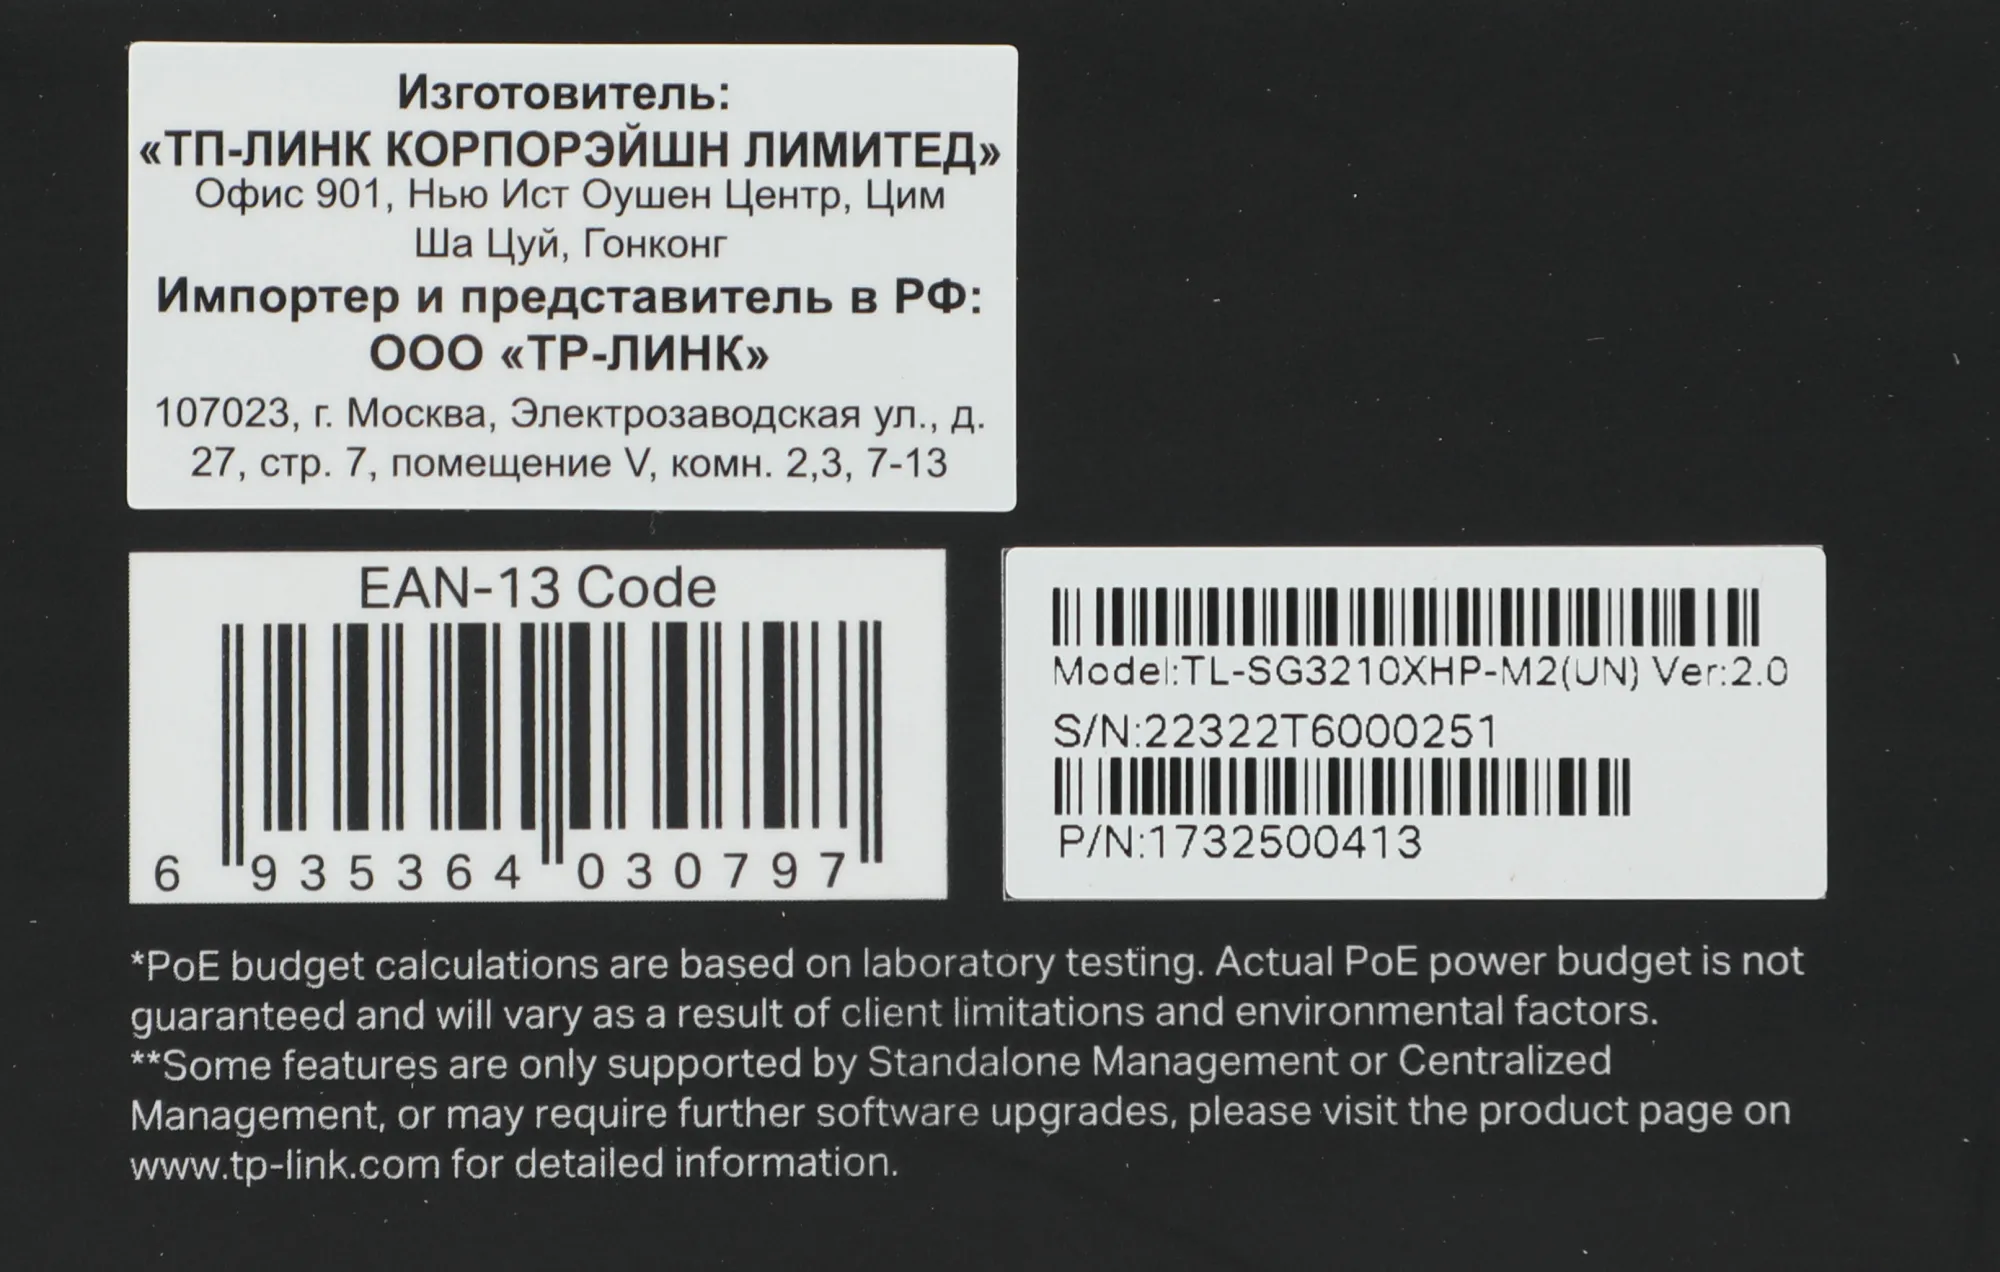 Изготовитель:
«ТП-ЛИНК КОРПОРЭЙШН ЛИМИТЕД»
Офис 901, Нью Ист Оушен Центр, Цим
Ша Цуй, Гонконг
Импортер и представитель в РФ:
ООО «ТР-ЛИНК»
107023, г. Москва, Электрозаводская ул., д.
27, стр. 7, помещение V, комн. 2,3, 7-13
EAN-13 Code
6 935364 030797
Model:TL-SG3210XHP-M2(UN) Ver:2.0
S/N:22322T6000251
P/N:1732500413
*PoE budget calculations are based on laboratory testing. Actual PoE power budget is not
guaranteed and will vary as a result of client limitations and environmental factors.
**Some features are only supported by Standalone Management or Centralized
Management, or may require further software upgrades, please visit the product page on
www.tp-link.com for detailed information.